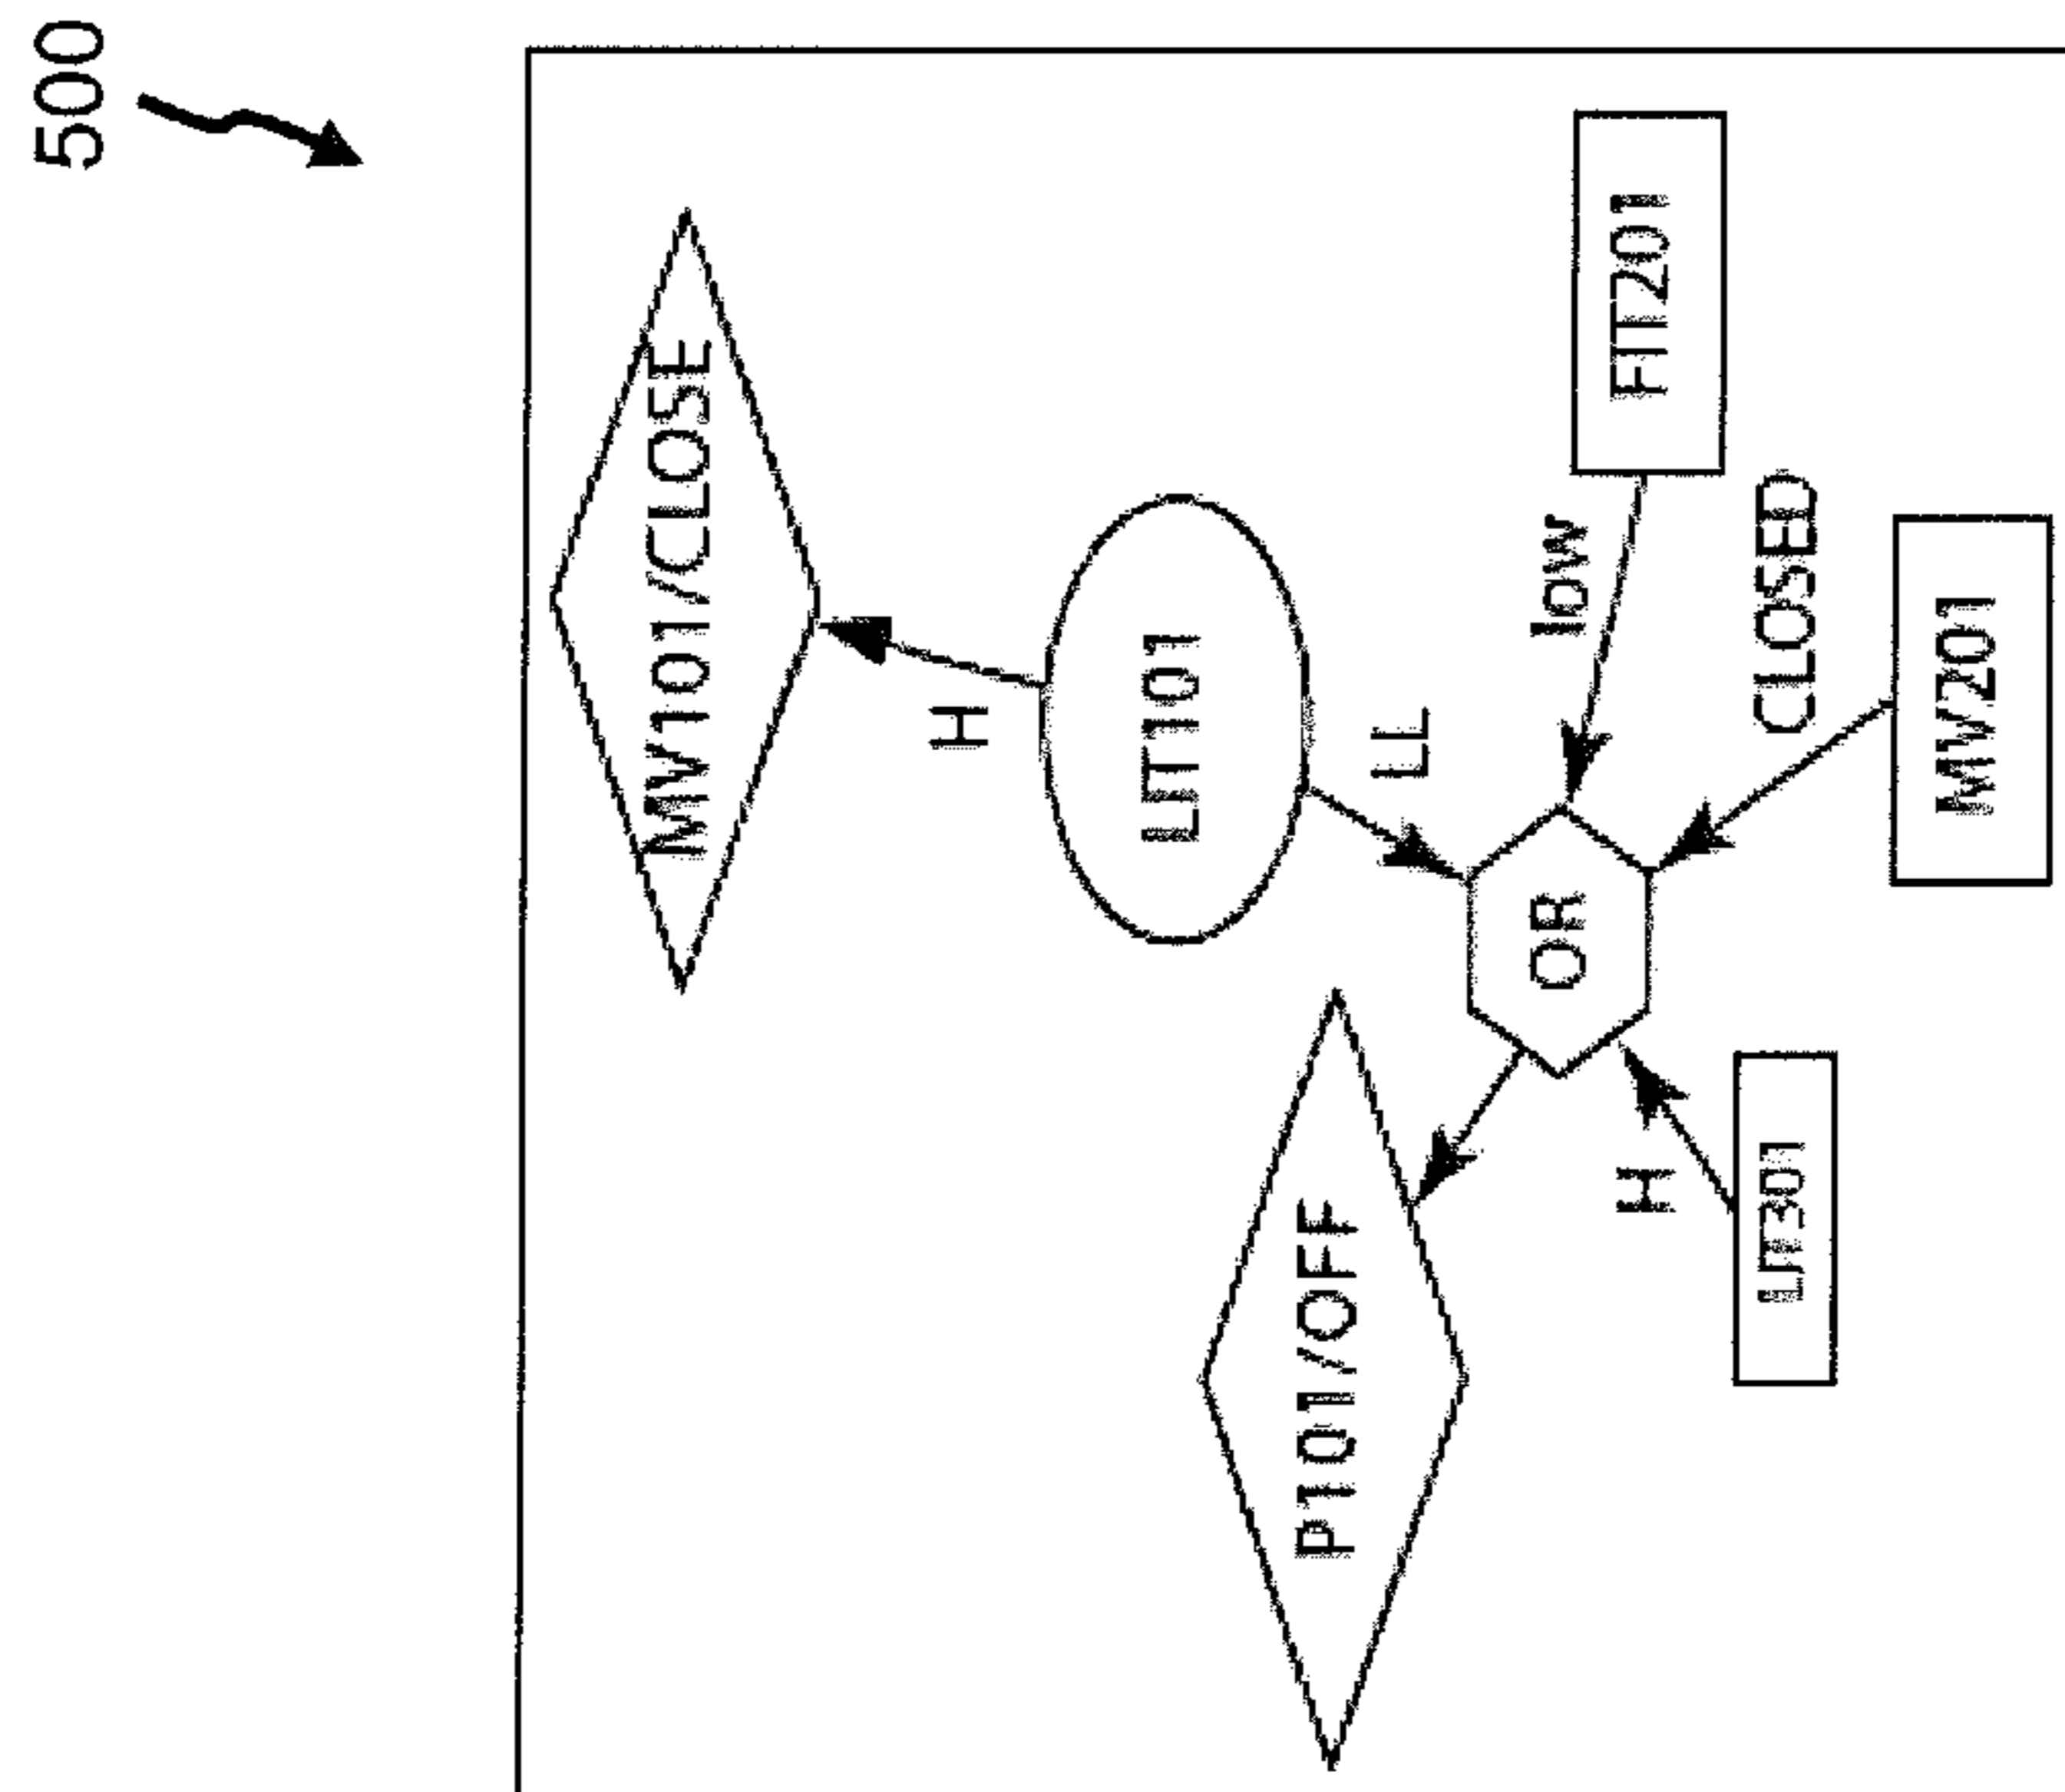 500
MV101/CLOSE
H
LIT101
LL
low
FIT201
CLOSED
MV201
OR
P101/OFF
H
LIT301